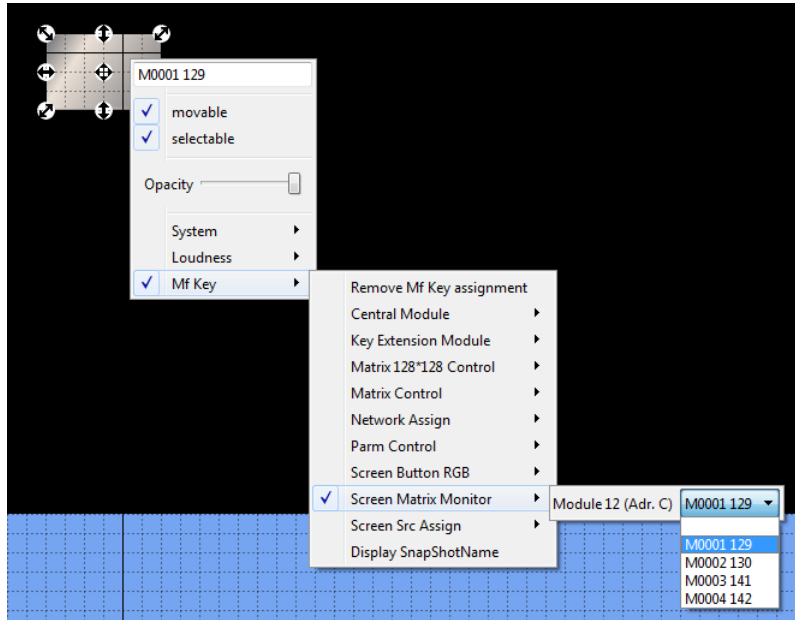 M0001 129
movable
selectable
Opacity
System
Loudness
Mf Key
Remove Mf Key assignment
Central Module
Key Extension Module
Matrix 128*128 Control
Matrix Control
Network Assign
Parm Control
Screen Button RGB
Screen Matrix Monitor
Module 12 (Adr. C) M0001 129
Screen Src Assign
Display SnapShotName
M0001 129
M0002 130
M0003 141
M0004 142